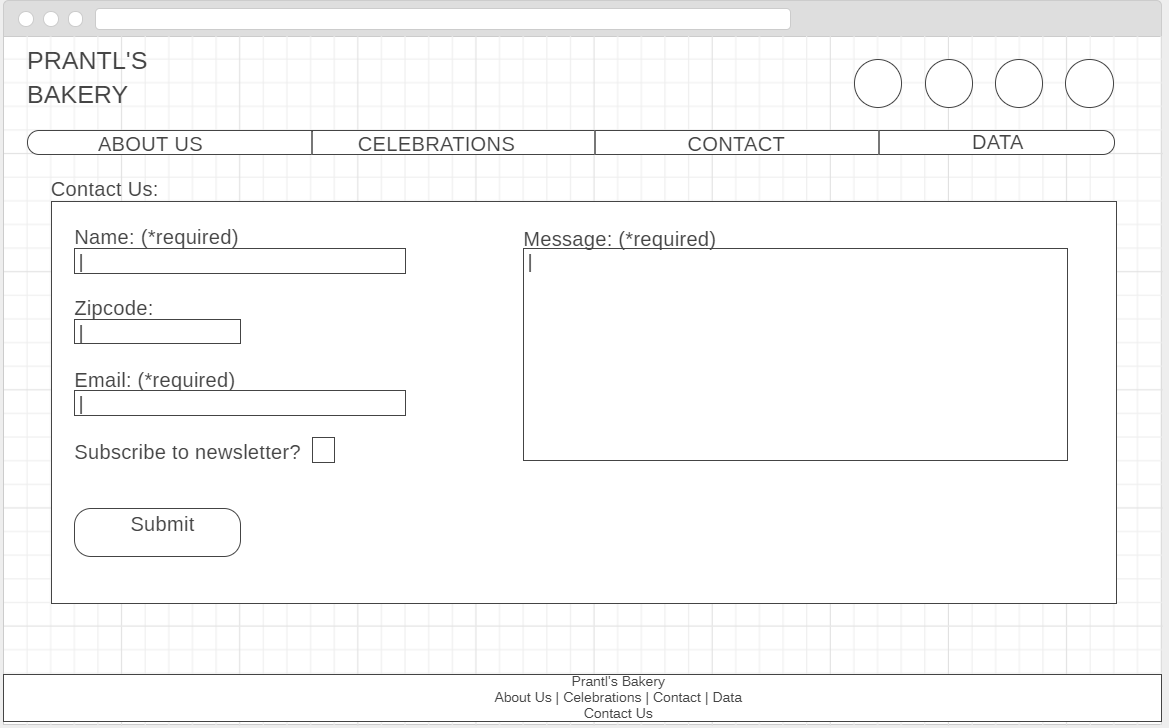 PRANTL'S
BAKERY
ABOUT US
CELEBRATIONS
CONTACT
DATA
Contact Us:
Name: (*required)
Message: (*required)
Zipcode:
Email: (*required)
Subscribe to newsletter?
Submit
Prantl's Bakery
About Us | Celebrations | Contact | Data
Contact Us